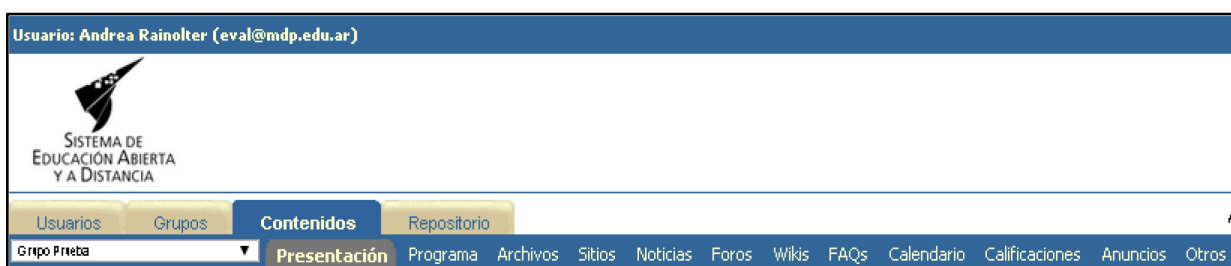 Usuario: Andrea Rainolter (eval@mdp.edu.ar)
SISTEMA DE
EDUCACIÓN ABIERTA
Y A DISTANCIA
Usuarios Grupos Contenidos Repositorio
Grupo Prueba Presentación Programa Archivos Sitios Noticias Foros Wikis FAQs Calendario Calificaciones Anuncios Otros